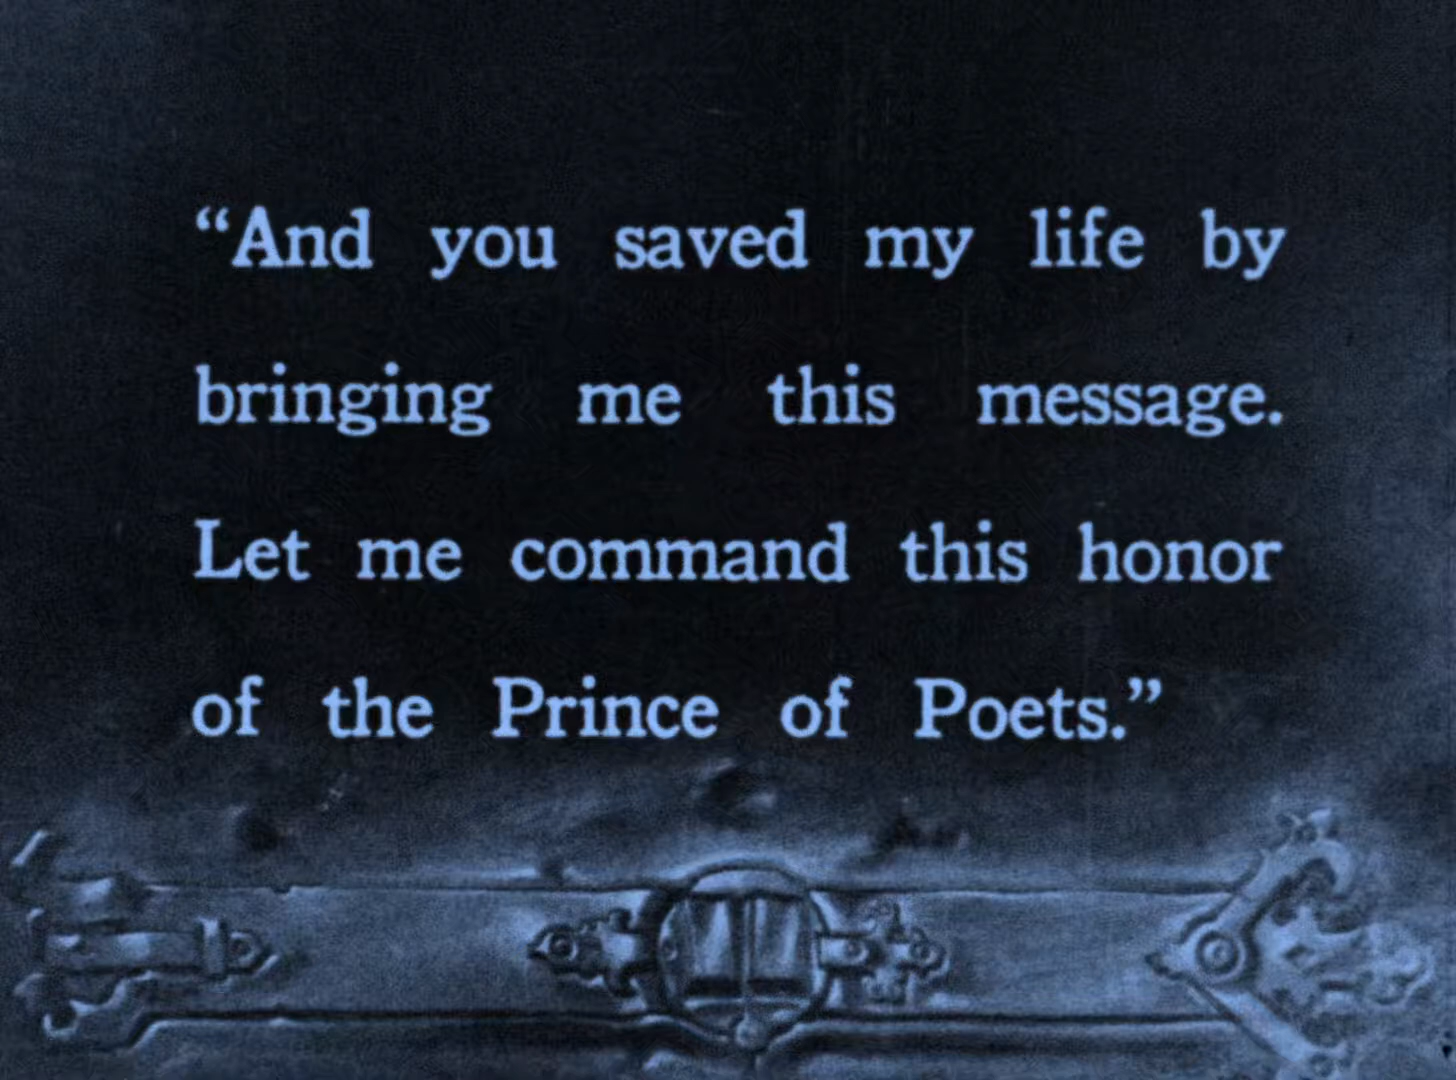 “And you saved my life by
bringing me this message.
Let me command this honor
of the Prince of Poets.”